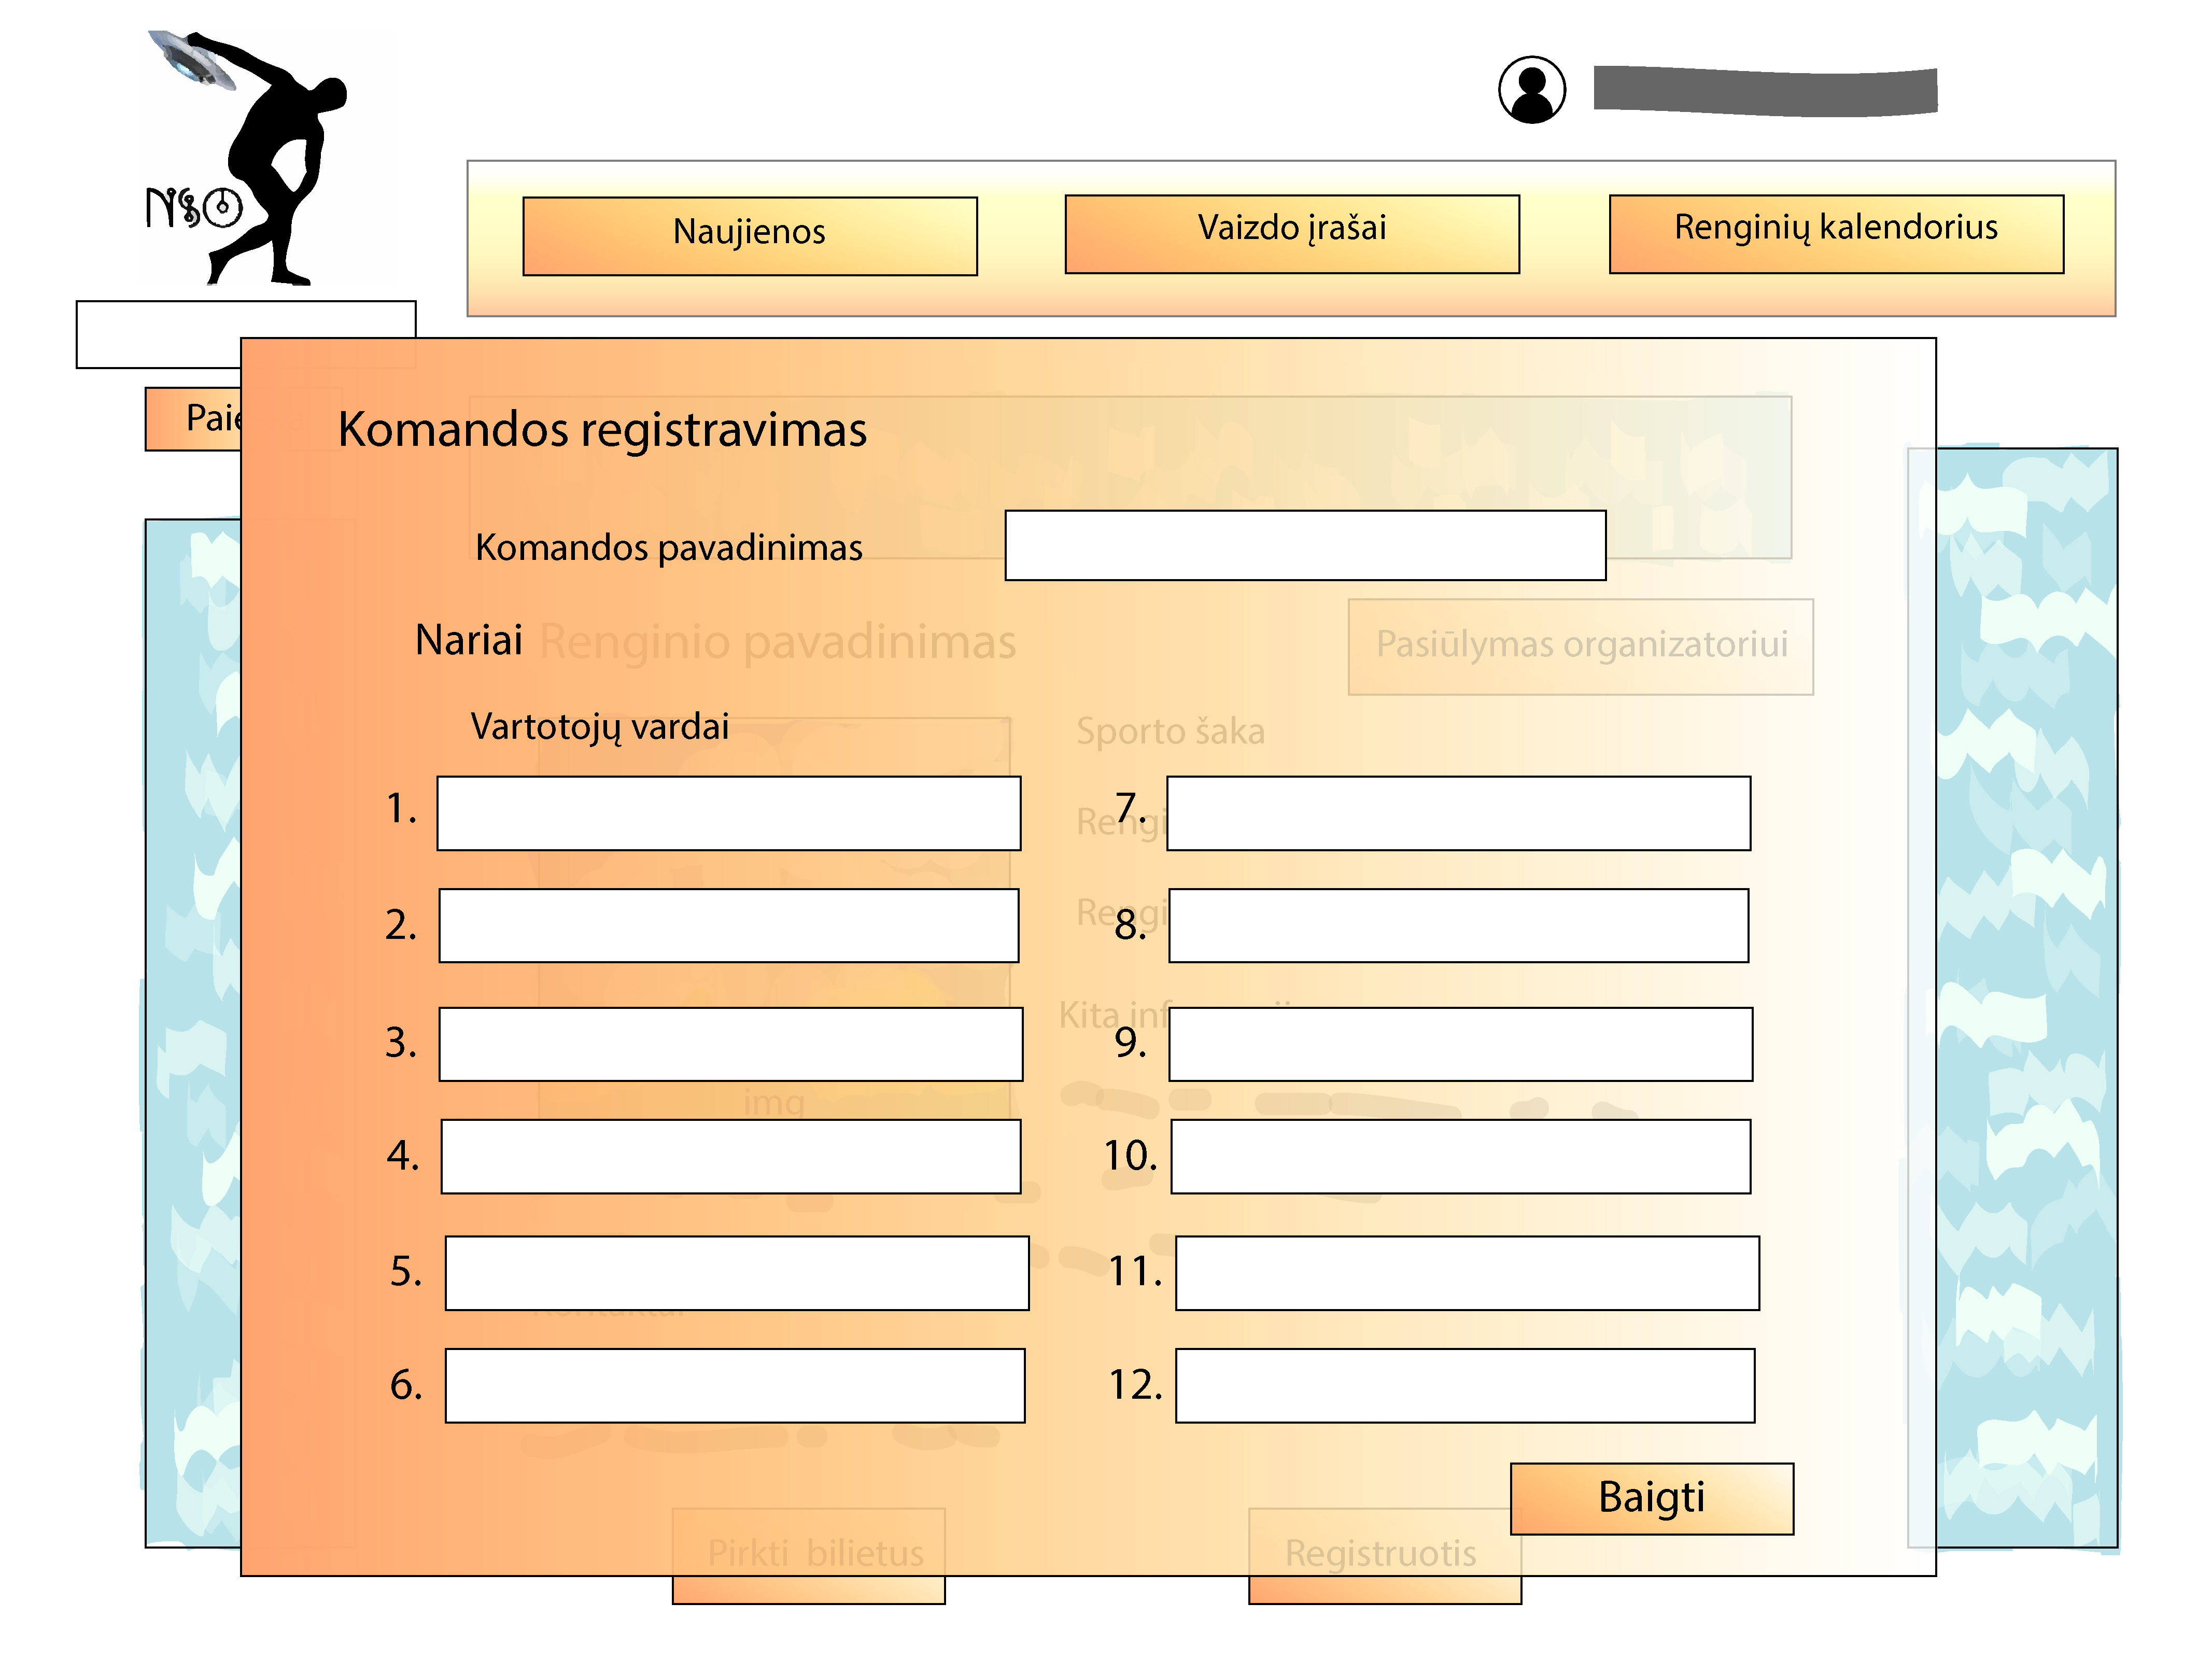 NSO
Naujienos
Vaizdo įrašai
Renginių kalendorius
Komandos registravimas
Komandos pavadinimas
Nariai
Renginio pavadinimas
Pasiūlymas organizatoriui
Vartotojų vardai
Sporto šaka
1.
7.
2.
8.
3.
9.
Kita
img
4.
10.
5.
11.
6.
12.
Baigti
Pirkti bilietus
Registruotis